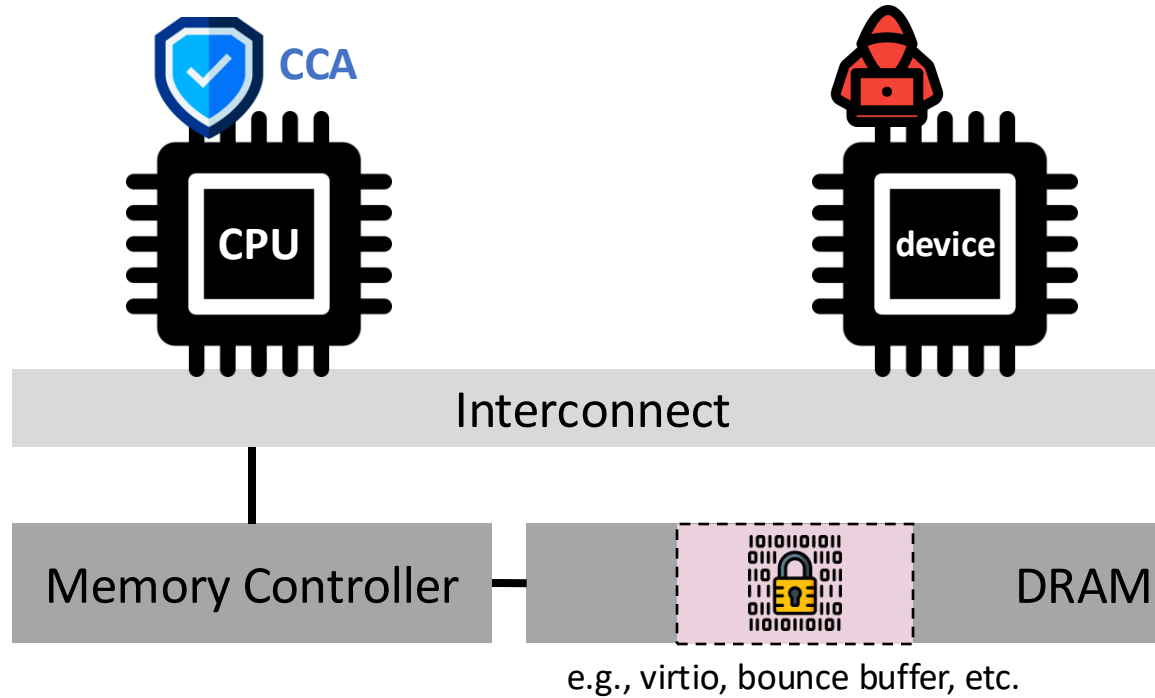 CCA
CPU
device
Interconnect
Memory Controller
DRAM
e.g., virtio, bounce buffer, etc.